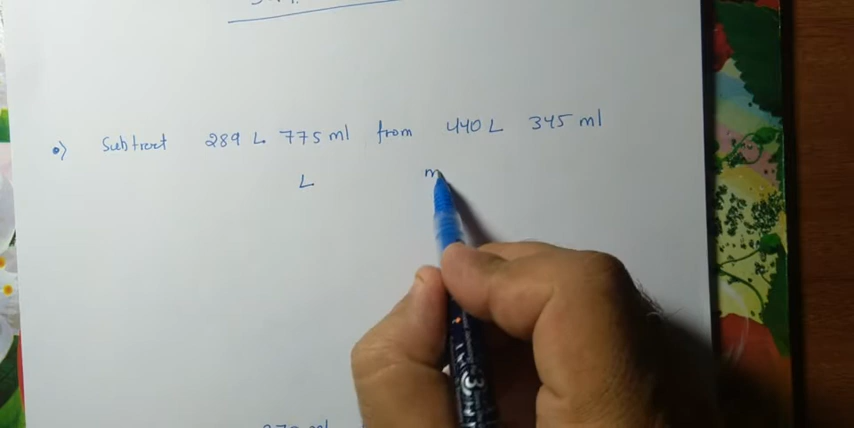 •) Subtract 289 L 775 ml from 440 L 345 ml
L m